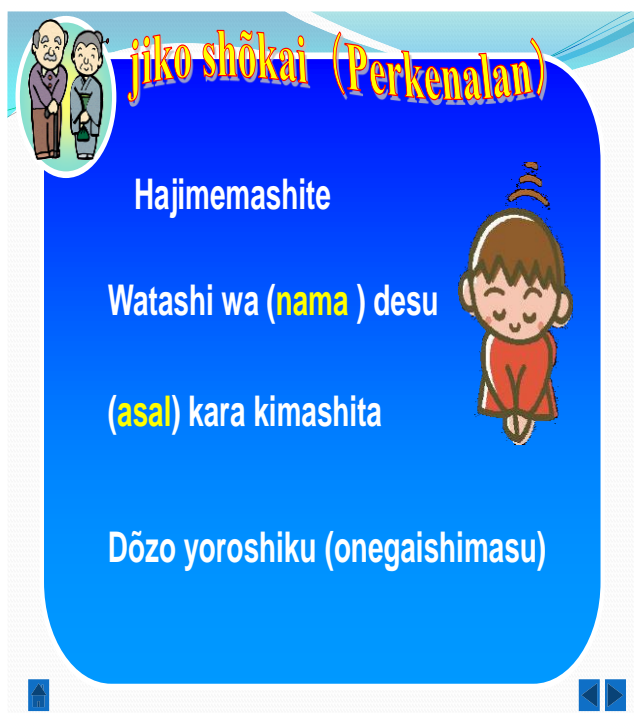 jiko shõkai （Perkenalan）
Hajimemashite
Watashi wa (nama ) desu
(asal) kara kimashita
Dõzo yoroshiku (onegaishimasu)